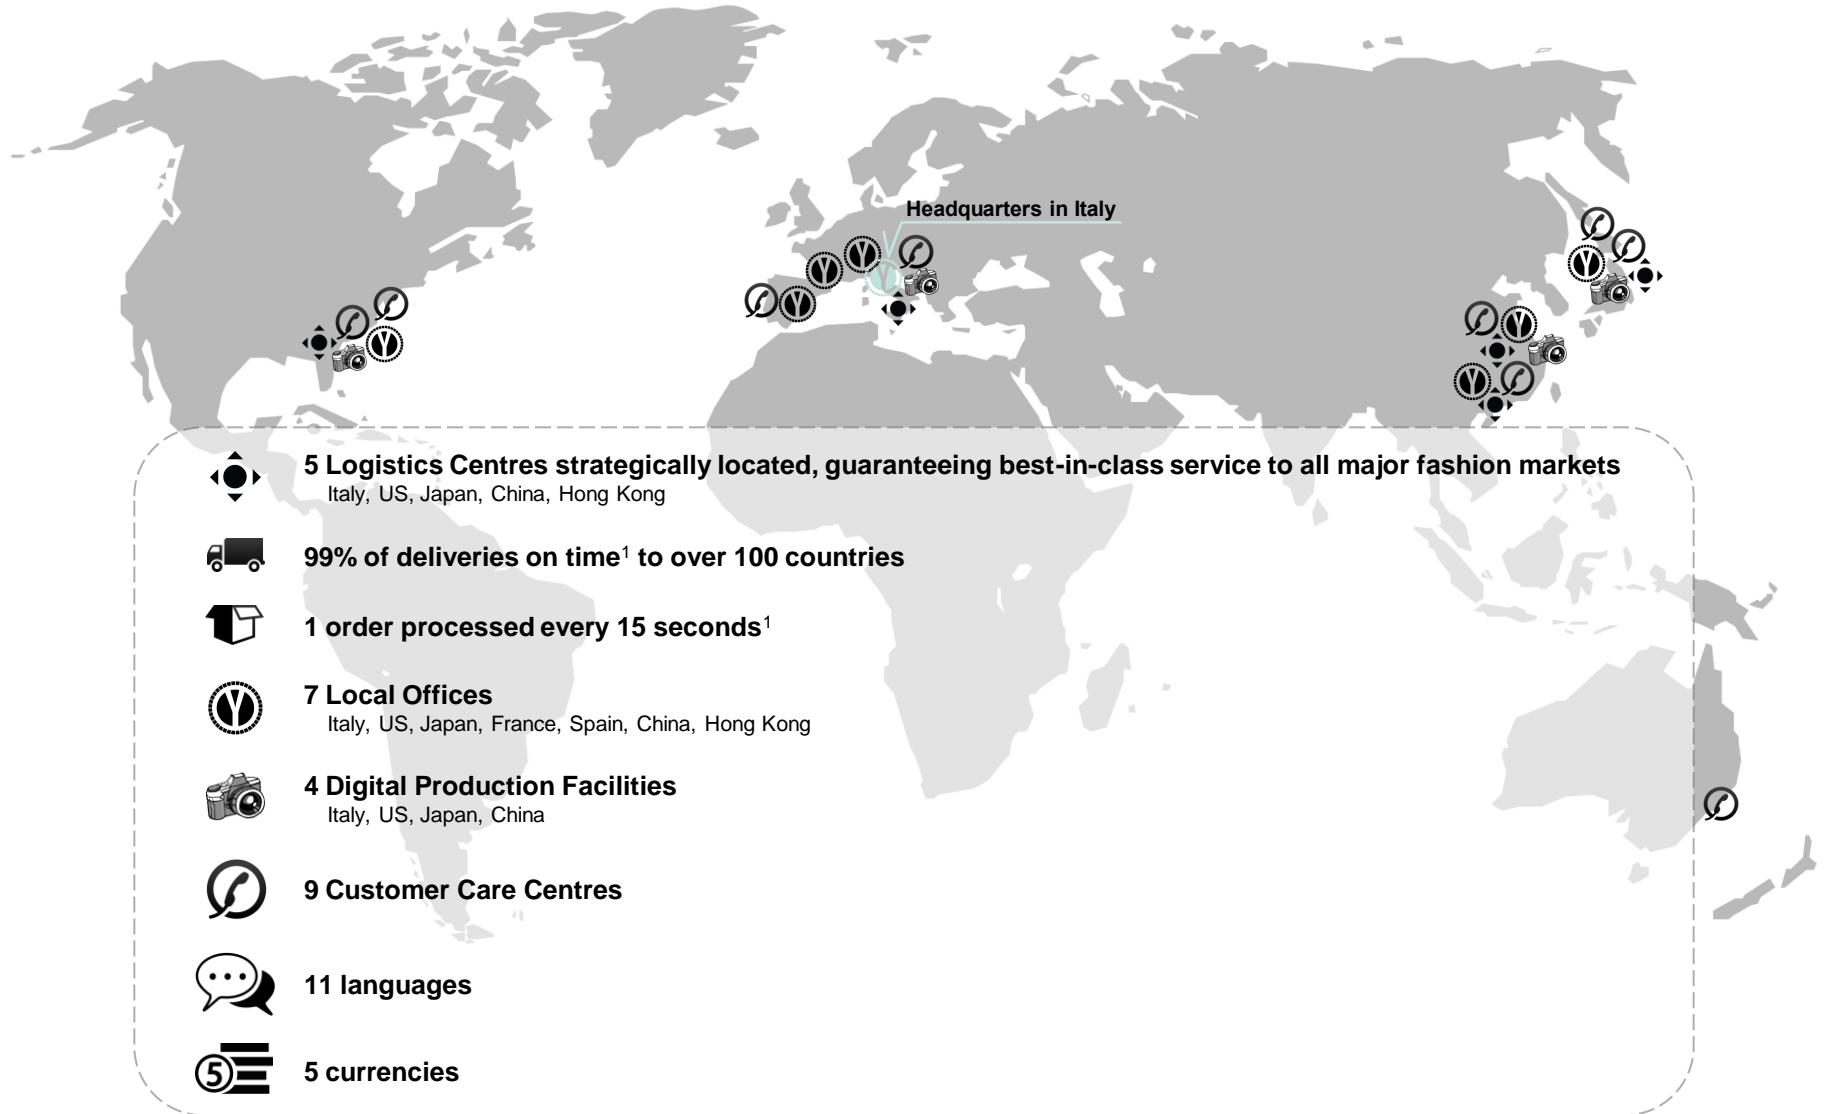 Headquarters in Italy
5 Logistics Centres strategically located, guaranteeing best-in-class service to all major fashion markets
Italy, US, Japan, China, Hong Kong
99% of deliveries on time¹ to over 100 countries
1 order processed every 15 seconds¹
7 Local Offices
Italy, US, Japan, France, Spain, China, Hong Kong
4 Digital Production Facilities
Italy, US, Japan, China
9 Customer Care Centres
11 languages
5
5 currencies